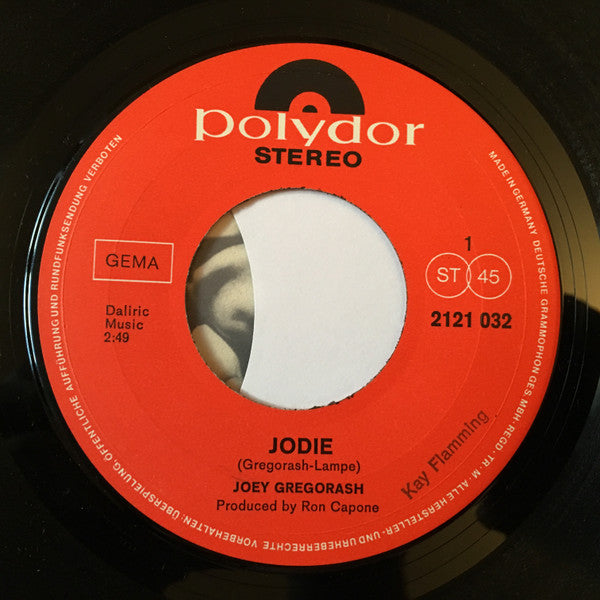 polydor
STEREO
GEMA
Daliric
Music
2:49
1
ST 45
2121 032
JODIE
(Gregorash-Lampe)
JOEY GREGORASH
Produced by Ron Capone
Kay Flamming
MADE IN GERMANY DEUTSCHE GRAMMOPHON GES. MBH · REGD · TR · M · ALLE HERSTELLER- UND URHEBERRECHTE VORBEHALTEN · ÜBERSPIELUNG, ÖFFENTLICHE AUFFÜHRUNG UND RUNDFUNKSENDUNG VERBOTEN